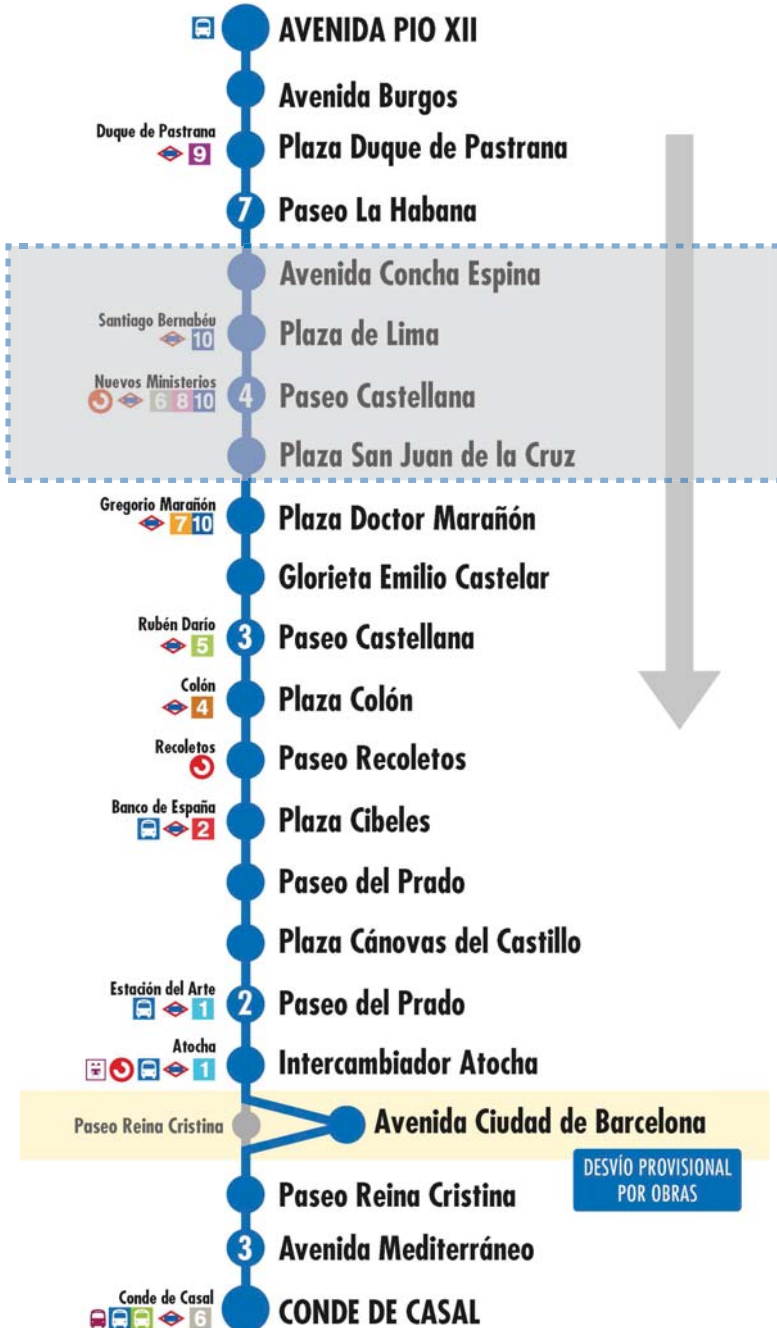 AVENIDA PIO XII
Avenida Burgos
Duque de Pastrana
9
Plaza Duque de Pastrana
7 Paseo La Habana
Avenida Concha Espina
Santiago Bernabéu
10
Plaza de Lima
Nuevos Ministerios
6 8 10
4 Paseo Castellana
Plaza San Juan de la Cruz
Gregorio Marañón
7 10
Plaza Doctor Marañón
Glorieta Emilio Castelar
Rubén Darío
5
3 Paseo Castellana
Colón
4
Plaza Colón
Recoletos
Paseo Recoletos
Banco de España
2
Plaza Cibeles
Paseo del Prado
Plaza Cánovas del Castillo
Estación del Arte
1
2 Paseo del Prado
Atocha
1
Intercambiador Atocha
Paseo Reina Cristina
Avenida Ciudad de Barcelona
DESVÍO PROVISIONAL
POR OBRAS
Paseo Reina Cristina
3 Avenida Mediterráneo
Conde de Casal
6
CONDE DE CASAL